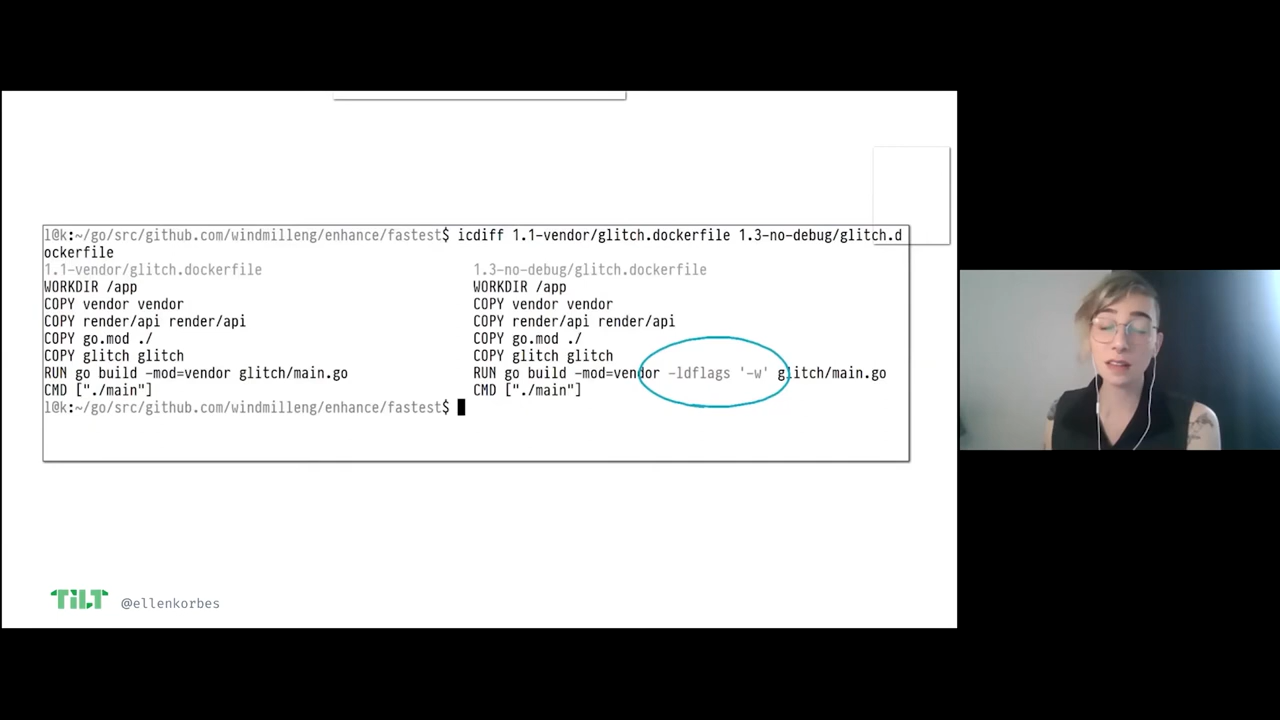 l@k:~/go/src/github.com/windmilleng/enhance/fastest$ icdiff 1.1-vendor/glitch.dockerfile 1.3-no-debug/glitch.d
ockerfile
1.1-vendor/glitch.dockerfile 1.3-no-debug/glitch.dockerfile
WORKDIR /app WORKDIR /app
COPY vendor vendor COPY vendor vendor
COPY render/api render/api COPY render/api render/api
COPY go.mod ./ COPY go.mod ./
COPY glitch glitch COPY glitch glitch
RUN go build -mod=vendor glitch/main.go RUN go build -mod=vendor -ldflags '-w' glitch/main.go
CMD ["./main"] CMD ["./main"]
l@k:~/go/src/github.com/windmilleng/enhance/fastest$
TILT @ellenkorbes